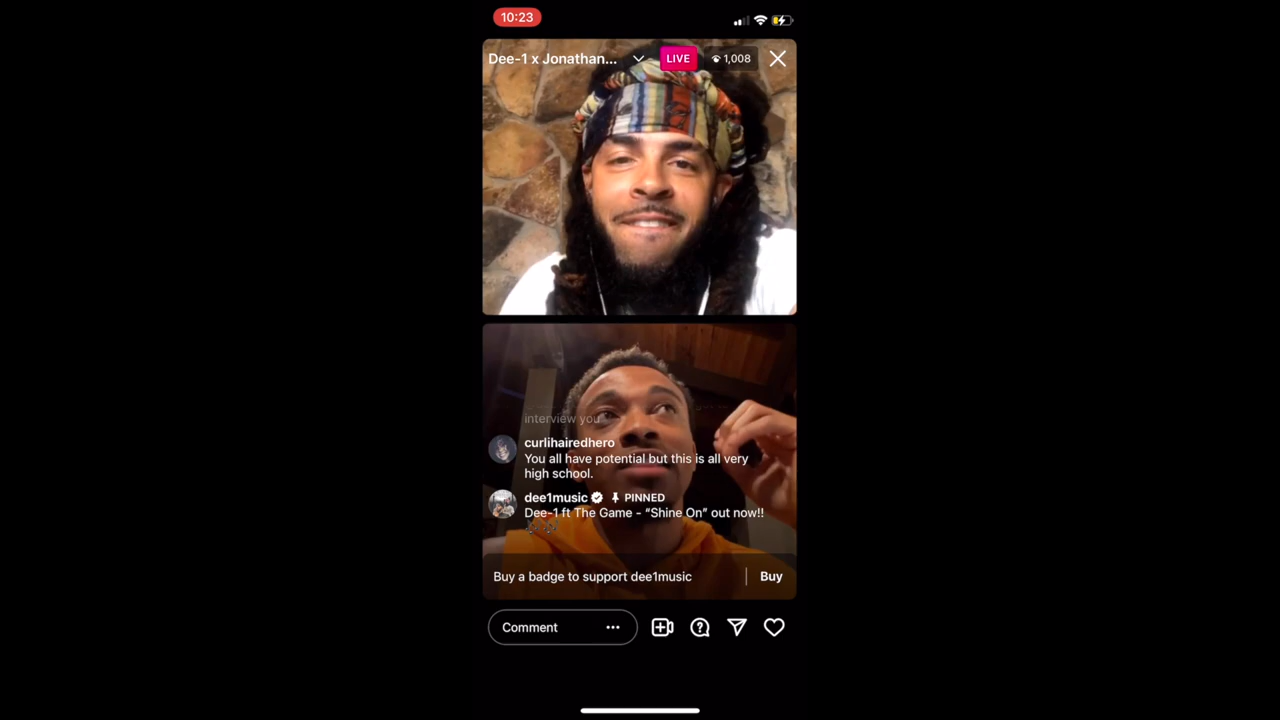 10:23
Dee-1 x Jonathan...
LIVE
1,008
interview you
curlihairedhero
You all have potential but this is all very
high school.
dee1music PINNED
Dee-1 ft The Game - “Shine On” out now!!
Buy a badge to support dee1music
Buy
Comment